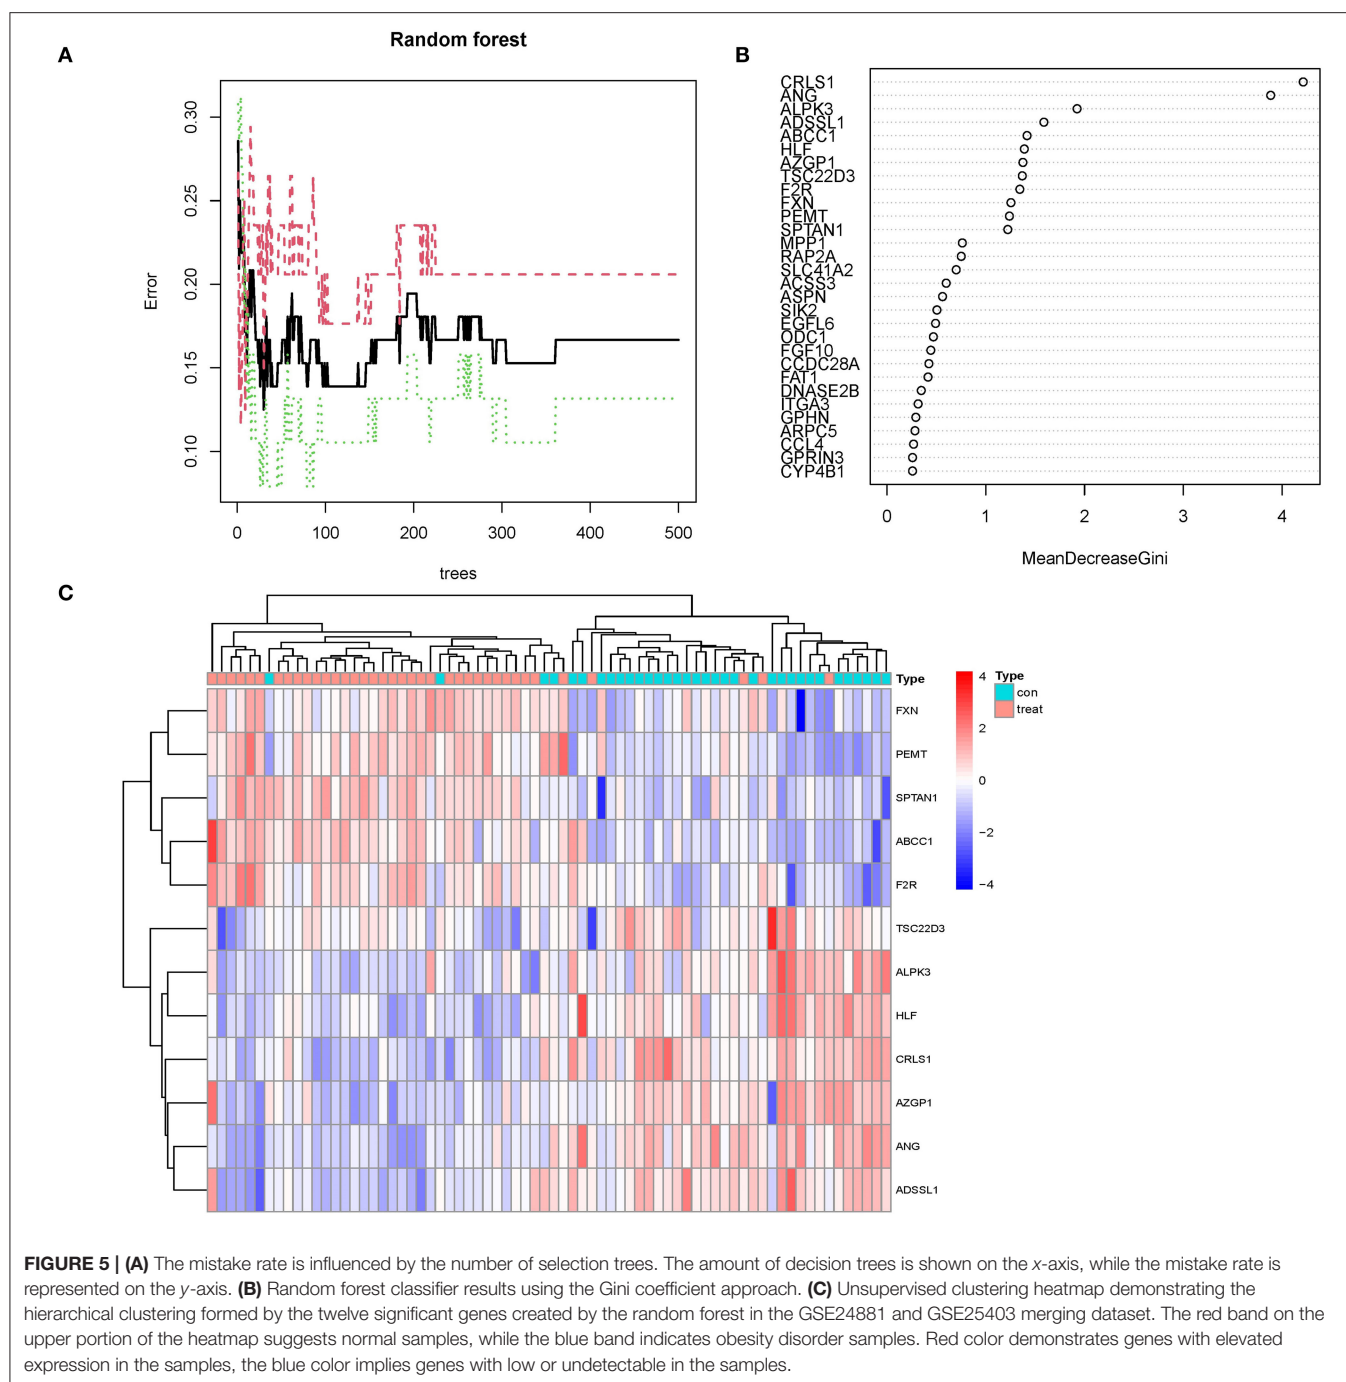 A
Random forest
Error
0.30
0.25
0.20
0.15
0.10
0
100
200
300
400
500
trees
B
CRLS1
ANG
ALPK3
ADSSL1
ABCC1
HLF
AZGP1
TSC22D3
F2R
FXN
PEMT
SPTAN1
MPP1
RAP2A
SLC41A2
ACSS3
ASPN
SIK2
EGFL6
ODC1
FGF10
CCDC28A
FAT1
DNASE2B
ITGA3
GPHN
ARPC5
CCL4
GPRIN3
CYP4B1
0
1
2
3
4
MeanDecreaseGini
C
Type
FXN
PEMT
SPTAN1
ABCC1
F2R
TSC22D3
ALPK3
HLF
CRLS1
AZGP1
ANG
ADSSL1
4
2
0
−2
−4
Type
con
treat
FIGURE 5 | (A) The mistake rate is influenced by the number of selection trees. The amount of decision trees is shown on the x-axis, while the mistake rate is
represented on the y-axis. (B) Random forest classifier results using the Gini coefficient approach. (C) Unsupervised clustering heatmap demonstrating the
hierarchical clustering formed by the twelve significant genes created by the random forest in the GSE24881 and GSE25403 merging dataset. The red band on the
upper portion of the heatmap suggests normal samples, while the blue band indicates obesity disorder samples. Red color demonstrates genes with elevated
expression in the samples, the blue color implies genes with low or undetectable in the samples.